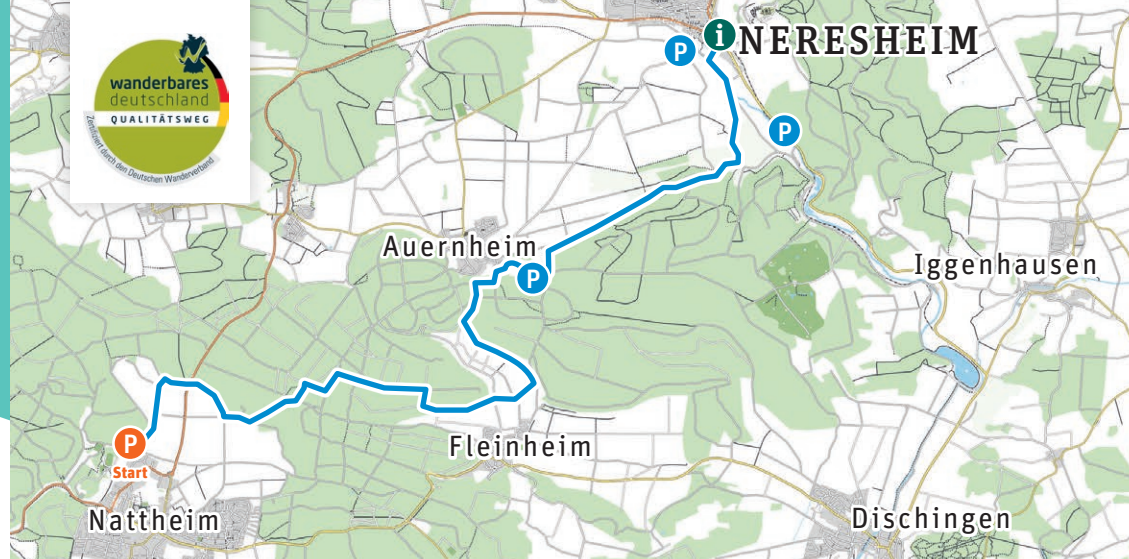 wanderbares
deutschland
QUALITÄTSWEG
Zertifiziert durch den Deutschen Wanderverband
P
i
NERESHEIM
P
Auernheim
P
Iggenhausen
P
Start
Fleinheim
Nattheim
Dischingen